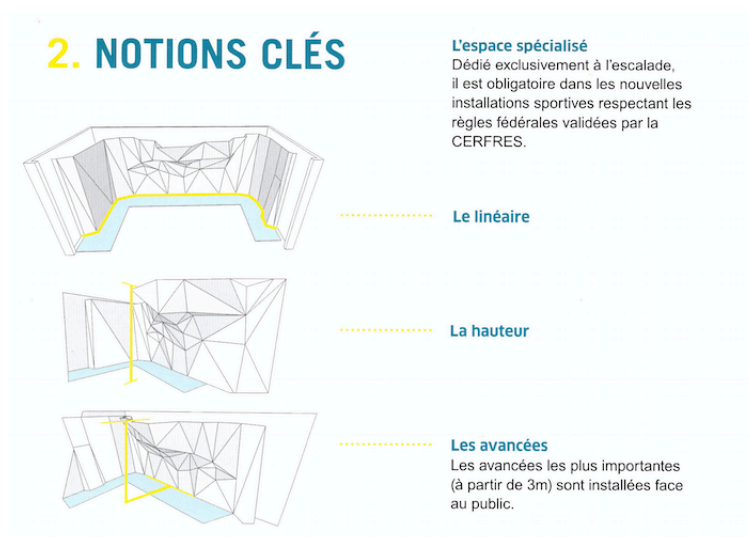 2. NOTIONS CLÉS
L'espace spécialisé
Dédié exclusivement à l'escalade,
il est obligatoire dans les nouvelles
installations sportives respectant les
règles fédérales validées par la
CERFRES.
Le linéaire
La hauteur
Les avancées
Les avancées les plus importantes
(à partir de 3m) sont installées face
au public.